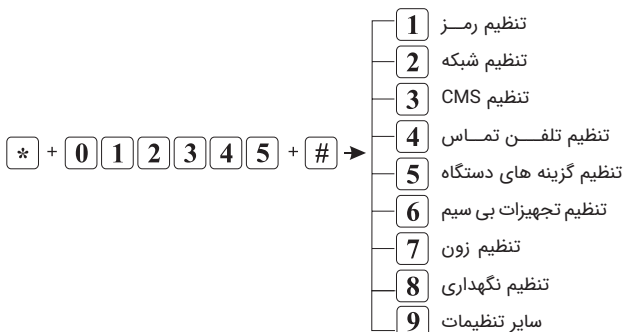 1 تنظیم رمـــز
2 تنظیم شبکه
3 تنظیم CMS
4 تنظیم تلفـــن تمـــاس
* + 0 1 2 3 4 5 + #
5 تنظیم گزینه های دستگاه
6 تنظیم تجهیزات بی سیم
7 تنظیم زون
8 تنظیم نگهداری
9 سایر تنظیمات